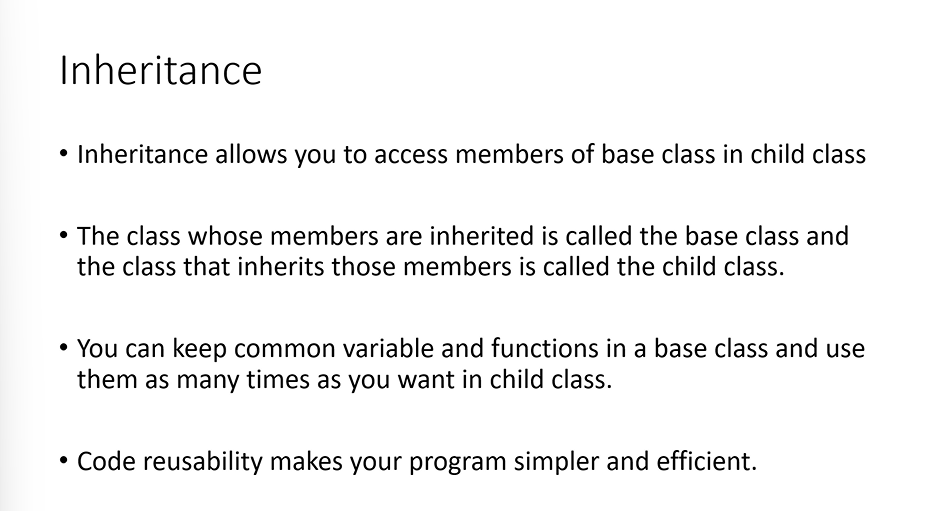 Inheritance
• Inheritance allows you to access members of base class in child class
• The class whose members are inherited is called the base class and
the class that inherits those members is called the child class.
• You can keep common variable and functions in a base class and use
them as many times as you want in child class.
• Code reusability makes your program simpler and efficient.